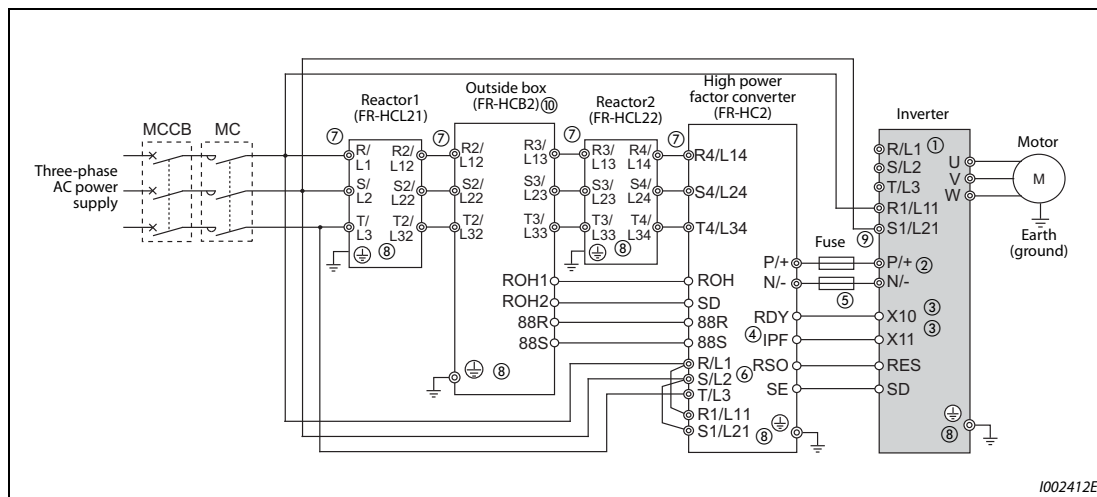 High power
factor converter
(FR-HC2)
Outside box
(FR-HCB2)⑩
Reactor1
(FR-HCL21)
Reactor2
(FR-HCL22)
Inverter
MCCB
MC
Motor
Three-phase
AC power
supply
⑦
⑦
⑦
⑦
R/
L1
R2/
L12
R2/
L12
R3/
L13
R3/
L13
R4/
L14
R4/L14
R/L1
①
S/
L2
S2/
L22
S2/
L22
S3/
L23
S3/
L23
S4/
L24
S4/L24
S/L2
T/
L3
T2/
L32
T2/
L32
T3/
L33
T3/
L33
T4/
L34
T4/L34
T/L3
R1/L11
S1/L21
⑨
U
V
W
M
Earth
(ground)
⑧
⑧
Fuse
P/+
P/+
②
N/-
N/-
⑤
ROH1
ROH
ROH2
SD
88R
88R
88S
88S
RDY
X10
③
③
④
IPF
X11
RSO
RES
SE
SD
⑧
R/L1
S/L2
⑥
T/L3
R1/L11
S1/L21
⑧
⑧
I002412E